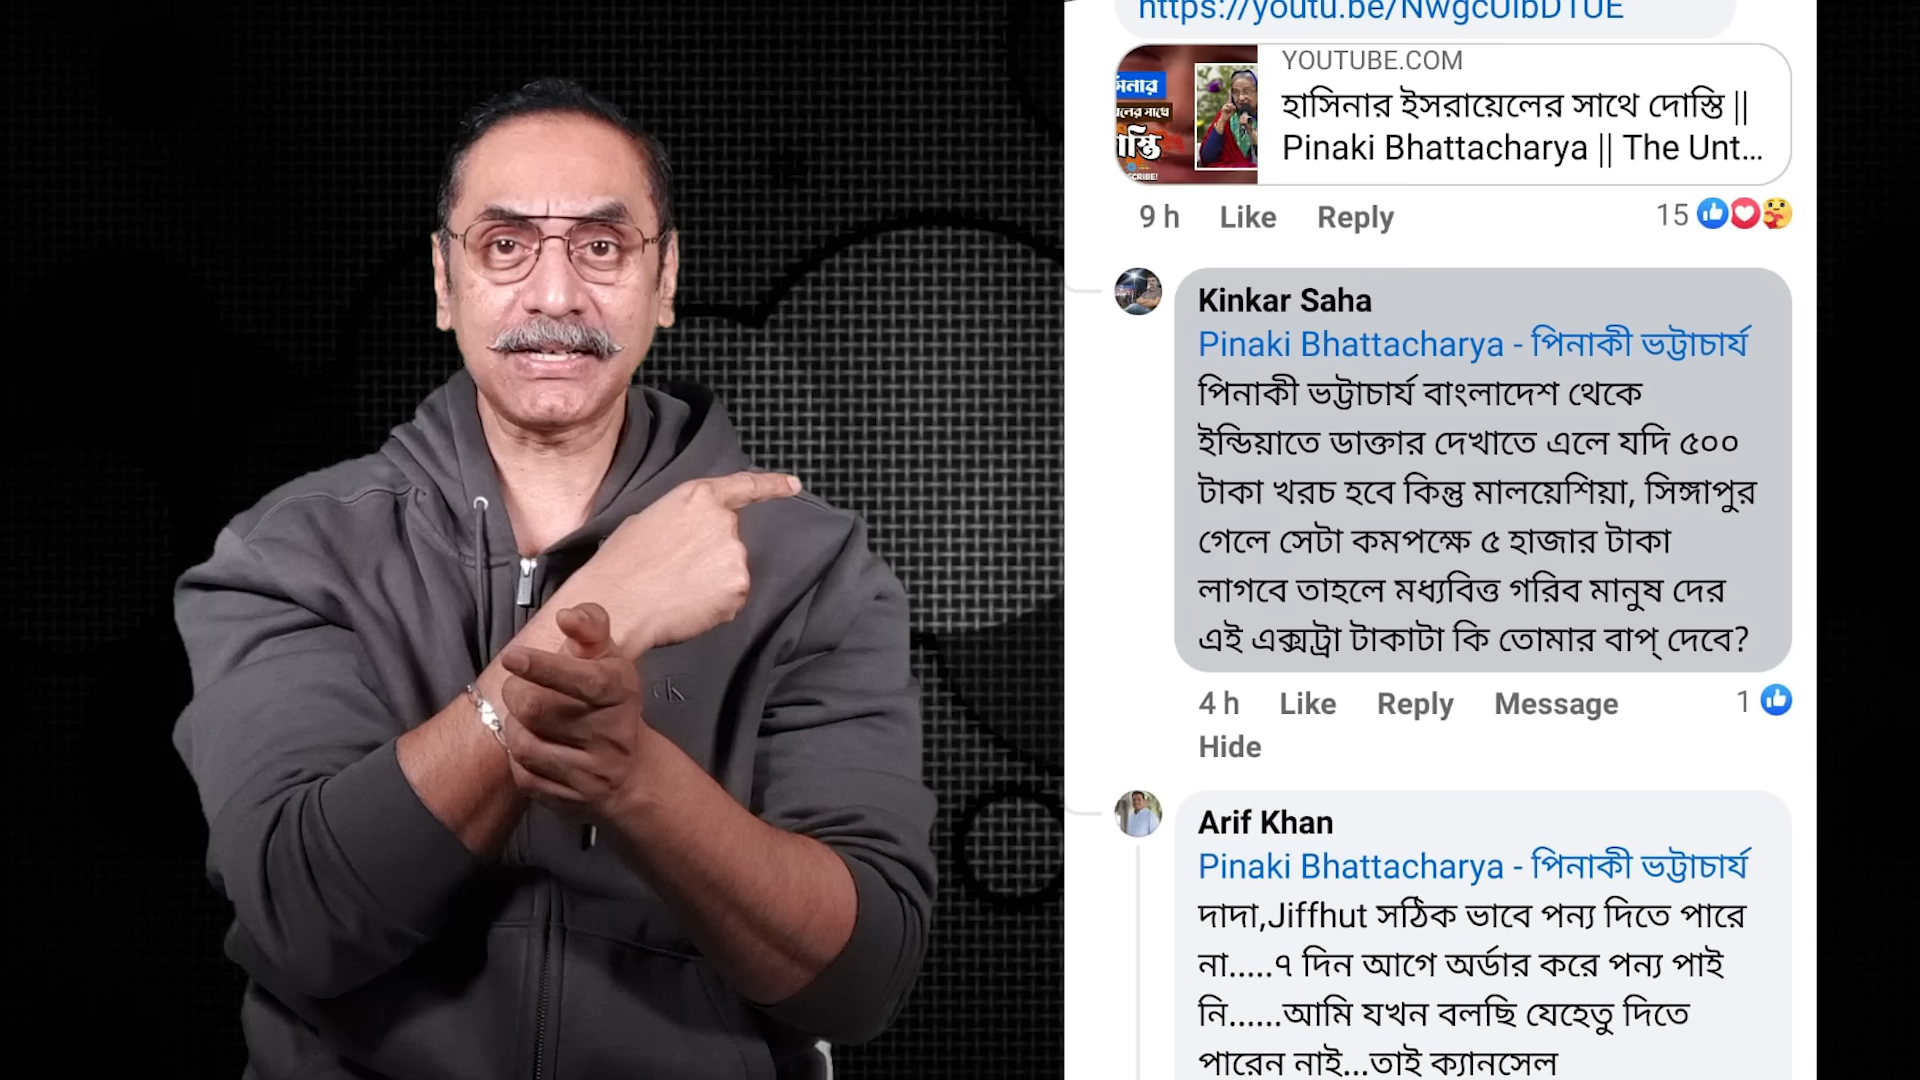 https://youtu.be/NwgcUibD1UE
YOUTUBE.COM
হাসিনার ইসরায়েলের সাথে দোস্তি ||
Pinaki Bhattacharya || The Unt...
9 h Like Reply 15
Kinkar Saha
Pinaki Bhattacharya - পিনাকী ভট্টাচার্য
পিনাকী ভট্টাচার্য বাংলাদেশ থেকে
ইন্ডিয়াতে ডাক্তার দেখাতে এলে যদি ৫০০
টাকা খরচ হবে কিন্তু মালয়েশিয়া, সিঙ্গাপুর
গেলে সেটা কমপক্ষে ৫ হাজার টাকা
লাগবে তাহলে মধ্যবিত্ত গরিব মানুষ দের
এই এক্সট্রা টাকাটা কি তোমার বাপ্ দেবে?
4 h Like Reply Message 1
Hide
Arif Khan
Pinaki Bhattacharya - পিনাকী ভট্টাচার্য
দাদা,Jiffhut সঠিক ভাবে পন্য দিতে পারে
না.....৭ দিন আগে অর্ডার করে পন্য পাই
নি......আমি যখন বলছি যেহেতু দিতে
পারেন নাই...তাই ক্যানসেল